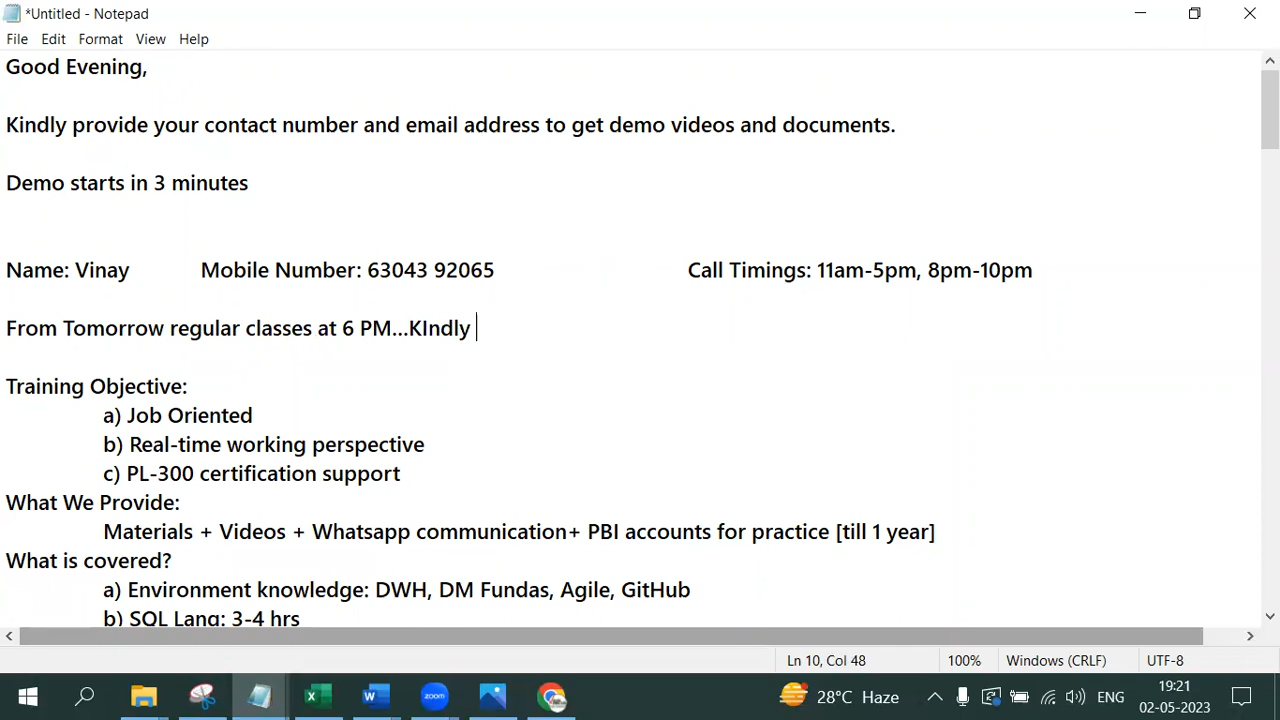 *Untitled - Notepad
File Edit Format View Help
Good Evening,
Kindly provide your contact number and email address to get demo videos and documents.
Demo starts in 3 minutes
Name: Vinay Mobile Number: 63043 92065 Call Timings: 11am-5pm, 8pm-10pm
From Tomorrow regular classes at 6 PM...KIndly
Training Objective:
a) Job Oriented
b) Real-time working perspective
c) PL-300 certification support
What We Provide:
Materials + Videos + Whatsapp communication+ PBI accounts for practice [till 1 year]
What is covered?
a) Environment knowledge: DWH, DM Fundas, Agile, GitHub
b) SQL Lang: 3-4 hrs
Ln 10, Col 48 100% Windows (CRLF) UTF-8
zoom 28°C Haze ENG 19:21
02-05-2023